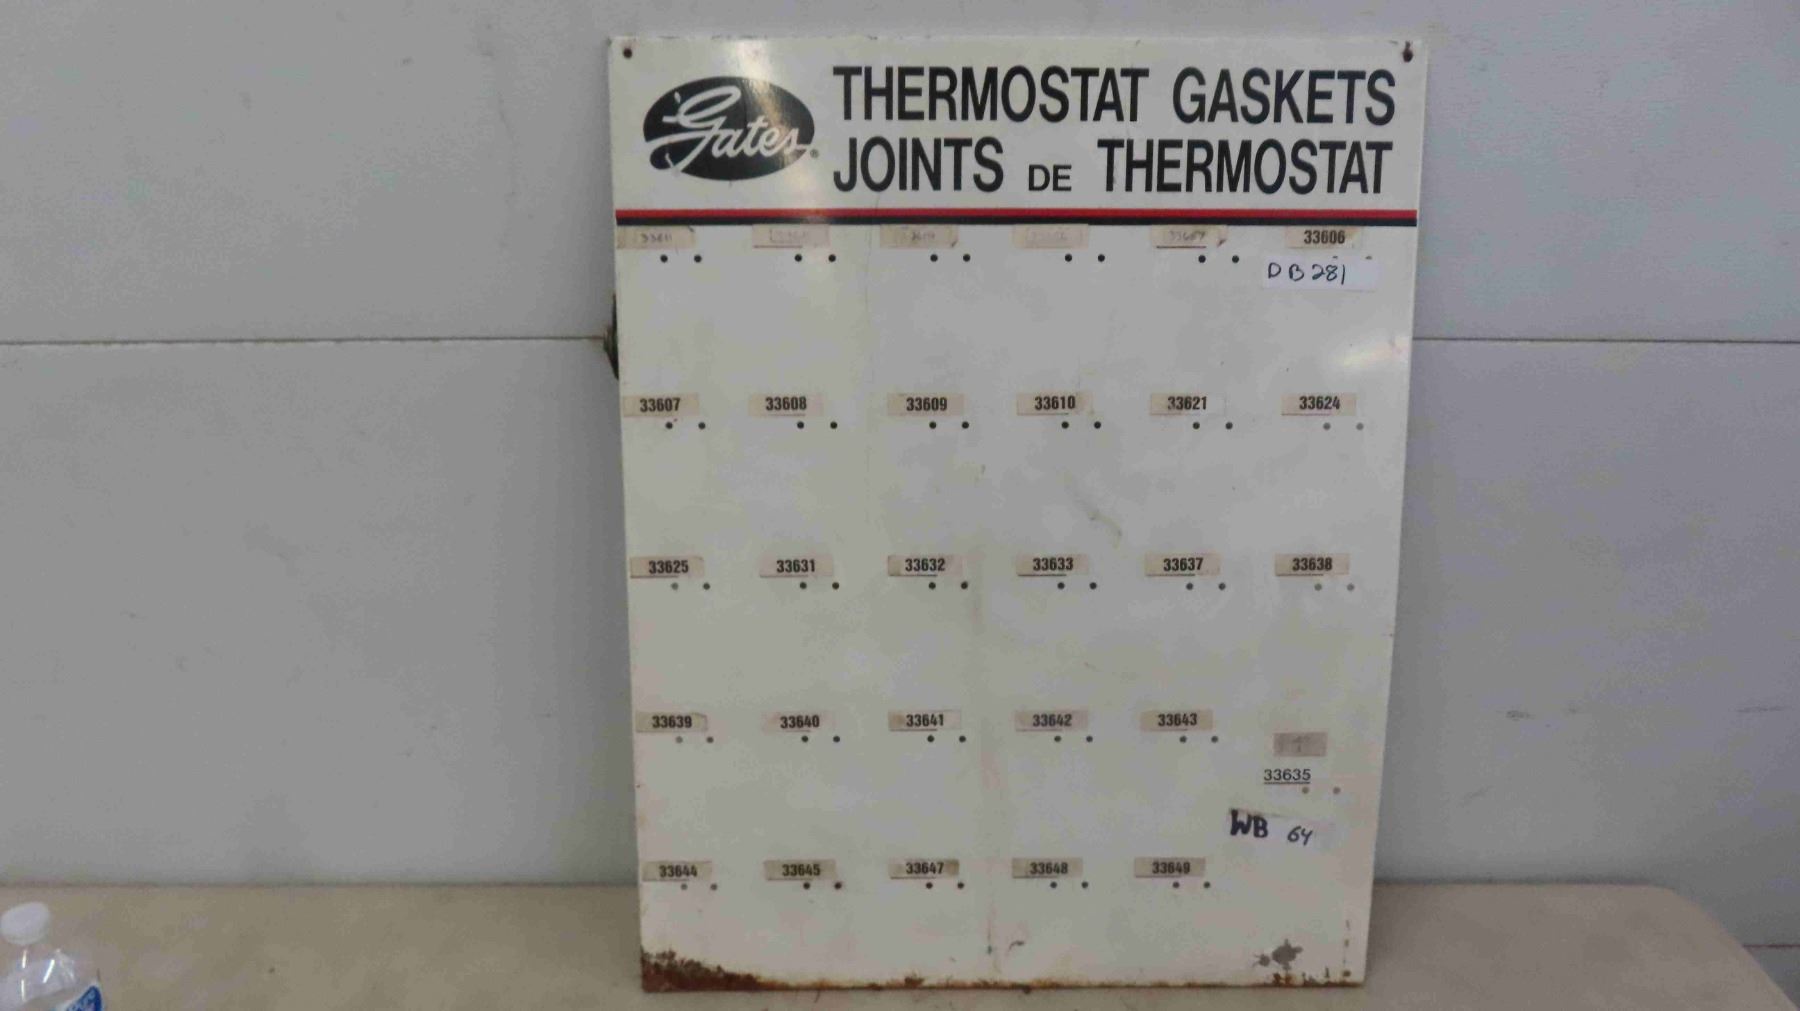 Gates®
THERMOSTAT GASKETS
JOINTS DE THERMOSTAT
33606
DB281
33607 33608 33609 33610 33621 33624
33625 33631 33632 33633 33637 33638
33639 33640 33641 33642 33643
33635
WB 64
33644 33645 33647 33648 33649